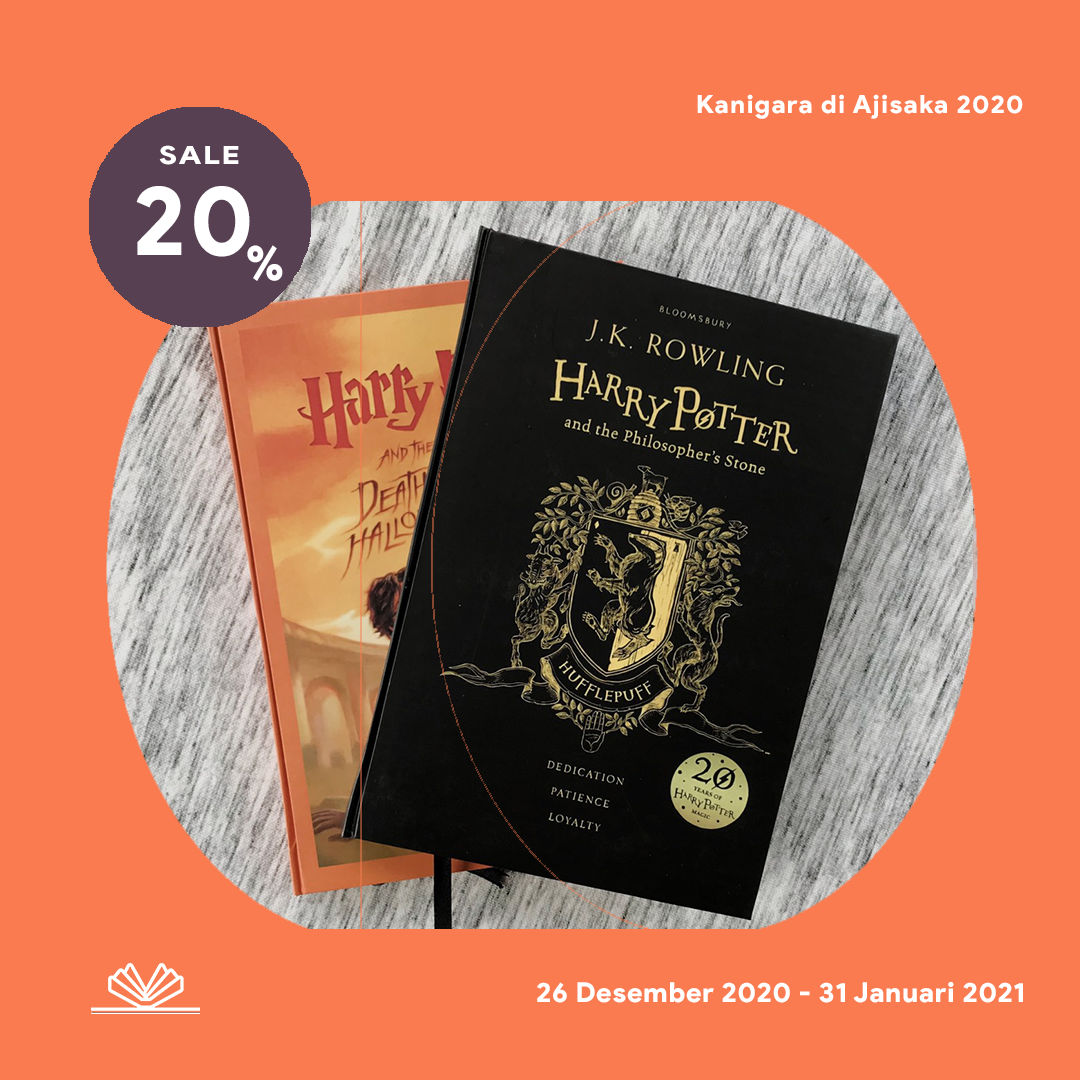 Kanigara di Ajisaka 2020
SALE
20%
Harry
AND THE
DEATH
HALLO
BLOOMSBURY
J.K. ROWLING
HARRY POTTER
and the Philosopher's Stone
HUFFLEPUFF
DEDICATION
PATIENCE
LOYALTY
20
YEARS OF
HARRY POTTER
MAGIC
26 Desember 2020 - 31 Januari 2021